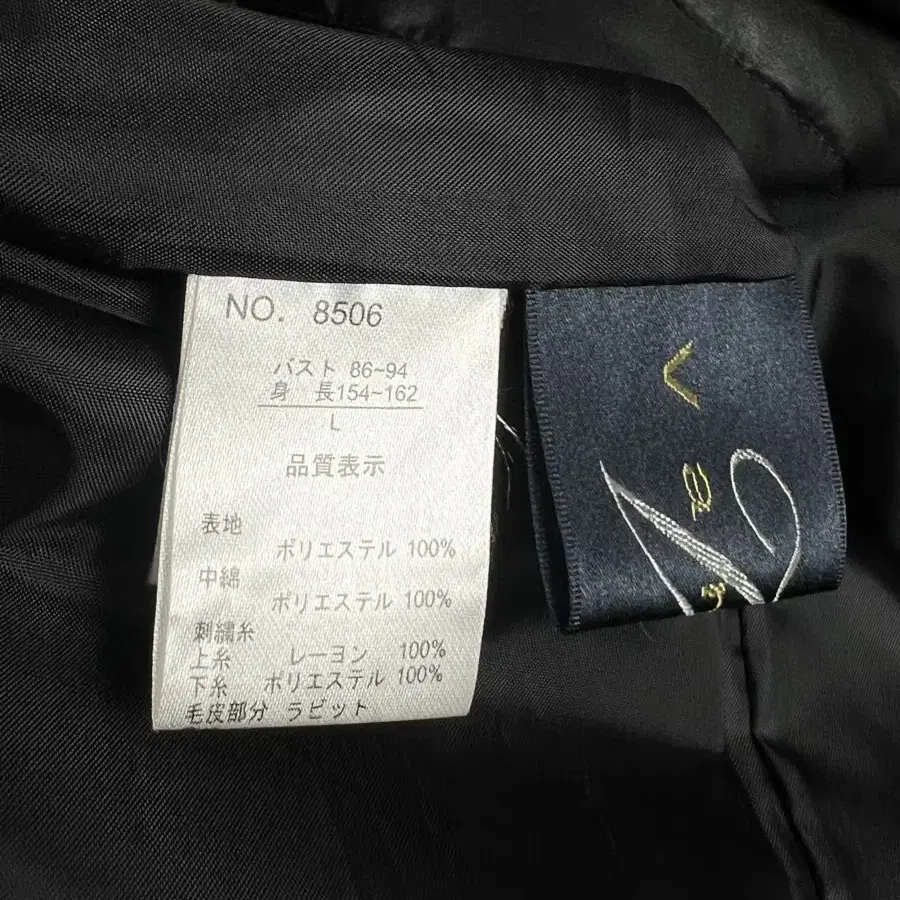 NO. 8506
バスト 86~94
身 長154~162
L
品質表示
表地
ポリエステル 100%
中綿
ポリエステル 100%
刺繍糸
上糸 レーヨン 100%
下糸 ポリエステル 100%
毛皮部分 ラビット